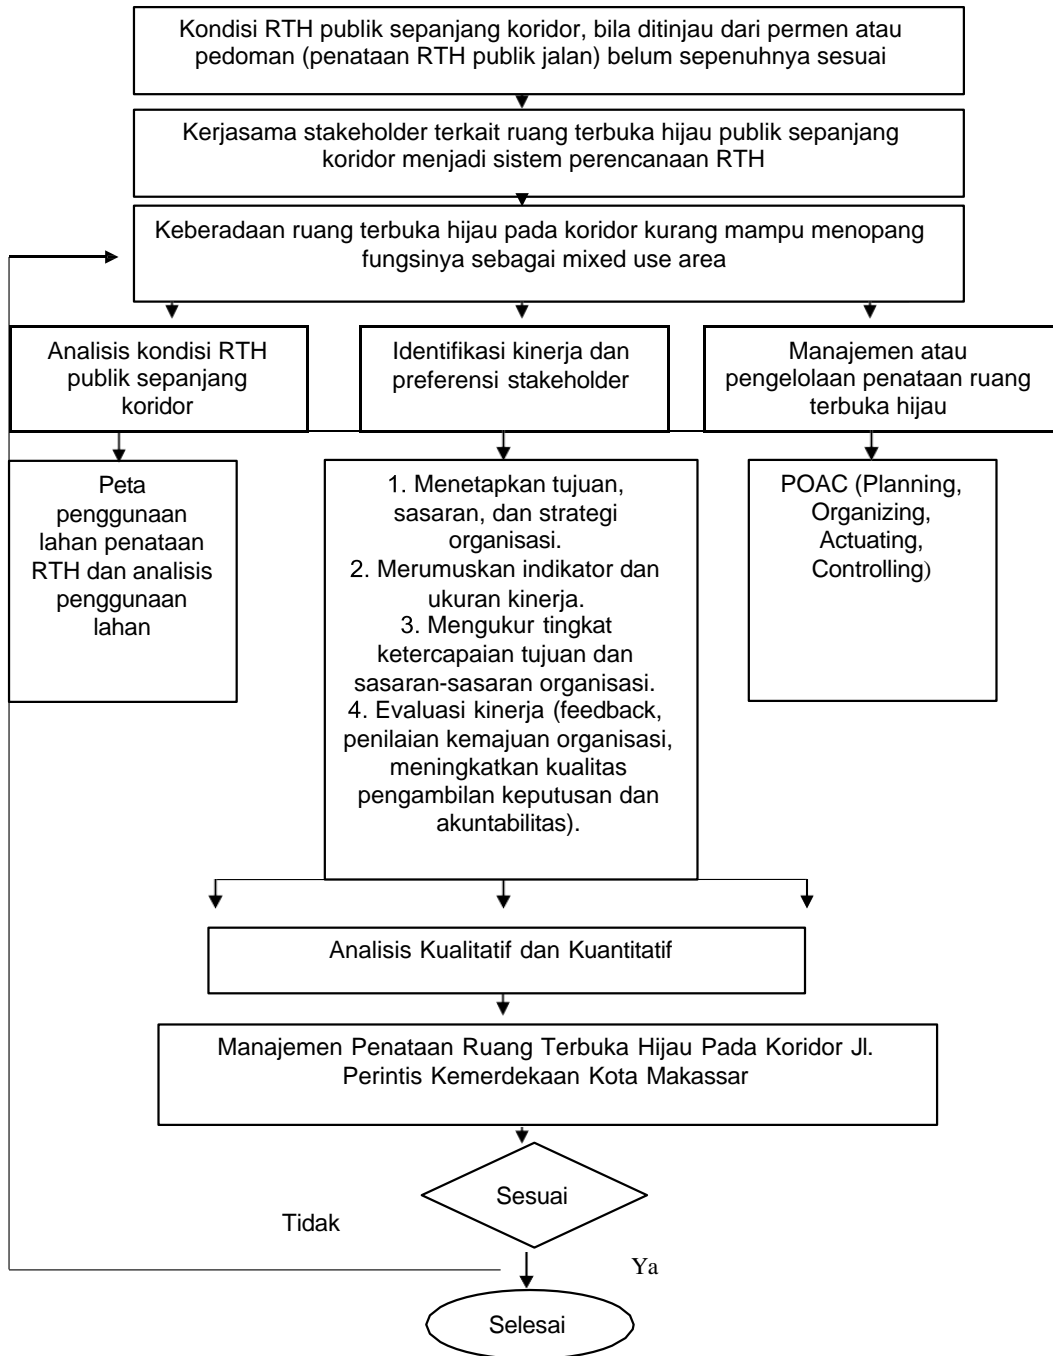 Kondisi RTH publik sepanjang koridor, bila ditinjau dari permen atau
pedoman (penataan RTH publik jalan) belum sepenuhnya sesuai
Kerjasama stakeholder terkait ruang terbuka hijau publik sepanjang
koridor menjadi sistem perencanaan RTH
Keberadaan ruang terbuka hijau pada koridor kurang mampu menopang
fungsinya sebagai mixed use area
Analisis kondisi RTH
publik sepanjang
koridor
Identifikasi kinerja dan
preferensi stakeholder
Manajemen atau
pengelolaan penataan ruang
terbuka hijau
Peta
penggunaan
lahan penataan
RTH dan analisis
penggunaan
lahan
1. Menetapkan tujuan,
sasaran, dan strategi
organisasi.
2. Merumuskan indikator dan
ukuran kinerja.
3. Mengukur tingkat
ketercapaian tujuan dan
sasaran-sasaran organisasi.
4. Evaluasi kinerja (feedback,
penilaian kemajuan organisasi,
meningkatkan kualitas
pengambilan keputusan dan
akuntabilitas).
POAC (Planning,
Organizing,
Actuating,
Controlling)
Analisis Kualitatif dan Kuantitatif
Manajemen Penataan Ruang Terbuka Hijau Pada Koridor Jl.
Perintis Kemerdekaan Kota Makassar
Sesuai
Tidak
Ya
Selesai